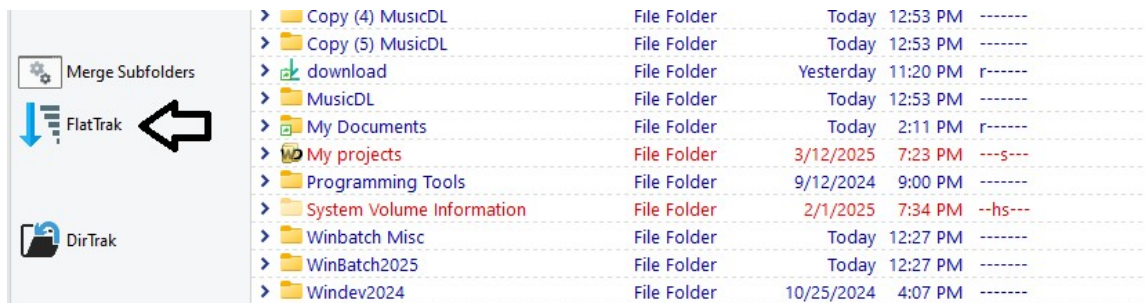 Copy (4) MusicDL File Folder Today 12:53 PM -------
Copy (5) MusicDL File Folder Today 12:53 PM -------
Merge Subfolders
download File Folder Yesterday 11:20 PM r------
MusicDL File Folder Today 12:53 PM -------
FlatTrak
My Documents File Folder Today 2:11 PM r------
My projects File Folder 3/12/2025 7:23 PM ---s---
Programming Tools File Folder 9/12/2024 9:00 PM -------
System Volume Information File Folder 2/1/2025 7:34 PM --hs---
DirTrak
Winbatch Misc File Folder Today 12:27 PM -------
WinBatch2025 File Folder Today 12:27 PM -------
Windev2024 File Folder 10/25/2024 4:07 PM -------